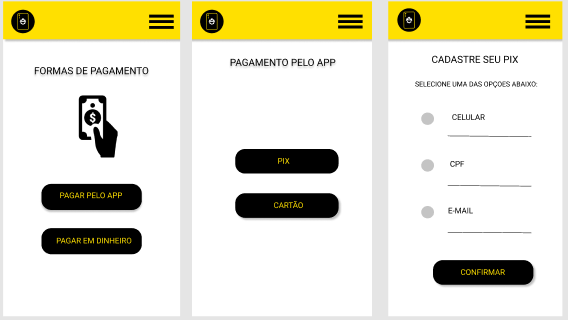 FORMAS DE PAGAMENTO
$
PAGAR PELO APP
PAGAR EM DINHEIRO
PAGAMENTO PELO APP
PIX
CARTÃO
CADASTRE SEU PIX
SELECIONE UMA DAS OPÇOES ABAIXO:
CELULAR
CPF
E-MAIL
CONFIRMAR